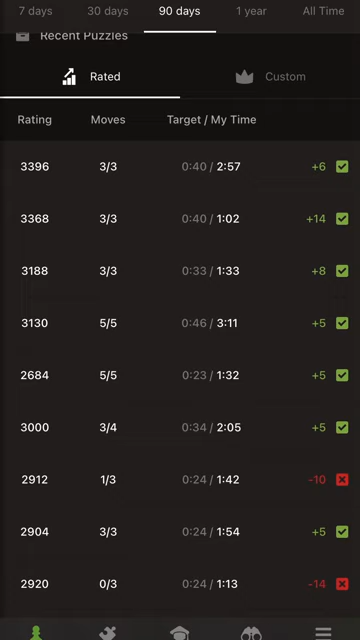 7 days 30 days 90 days 1 year All Time
Recent Puzzles
Rated Custom
Rating Moves Target / My Time
3396 3/3 0:40 / 2:57 +6
3368 3/3 0:40 / 1:02 +14
3188 3/3 0:33 / 1:33 +8
3130 5/5 0:46 / 3:11 +5
2684 5/5 0:23 / 1:32 +5
3000 3/4 0:34 / 2:05 +5
2912 1/3 0:24 / 1:42 -10
2904 3/3 0:24 / 1:54 +5
2920 0/3 0:24 / 1:13 -14